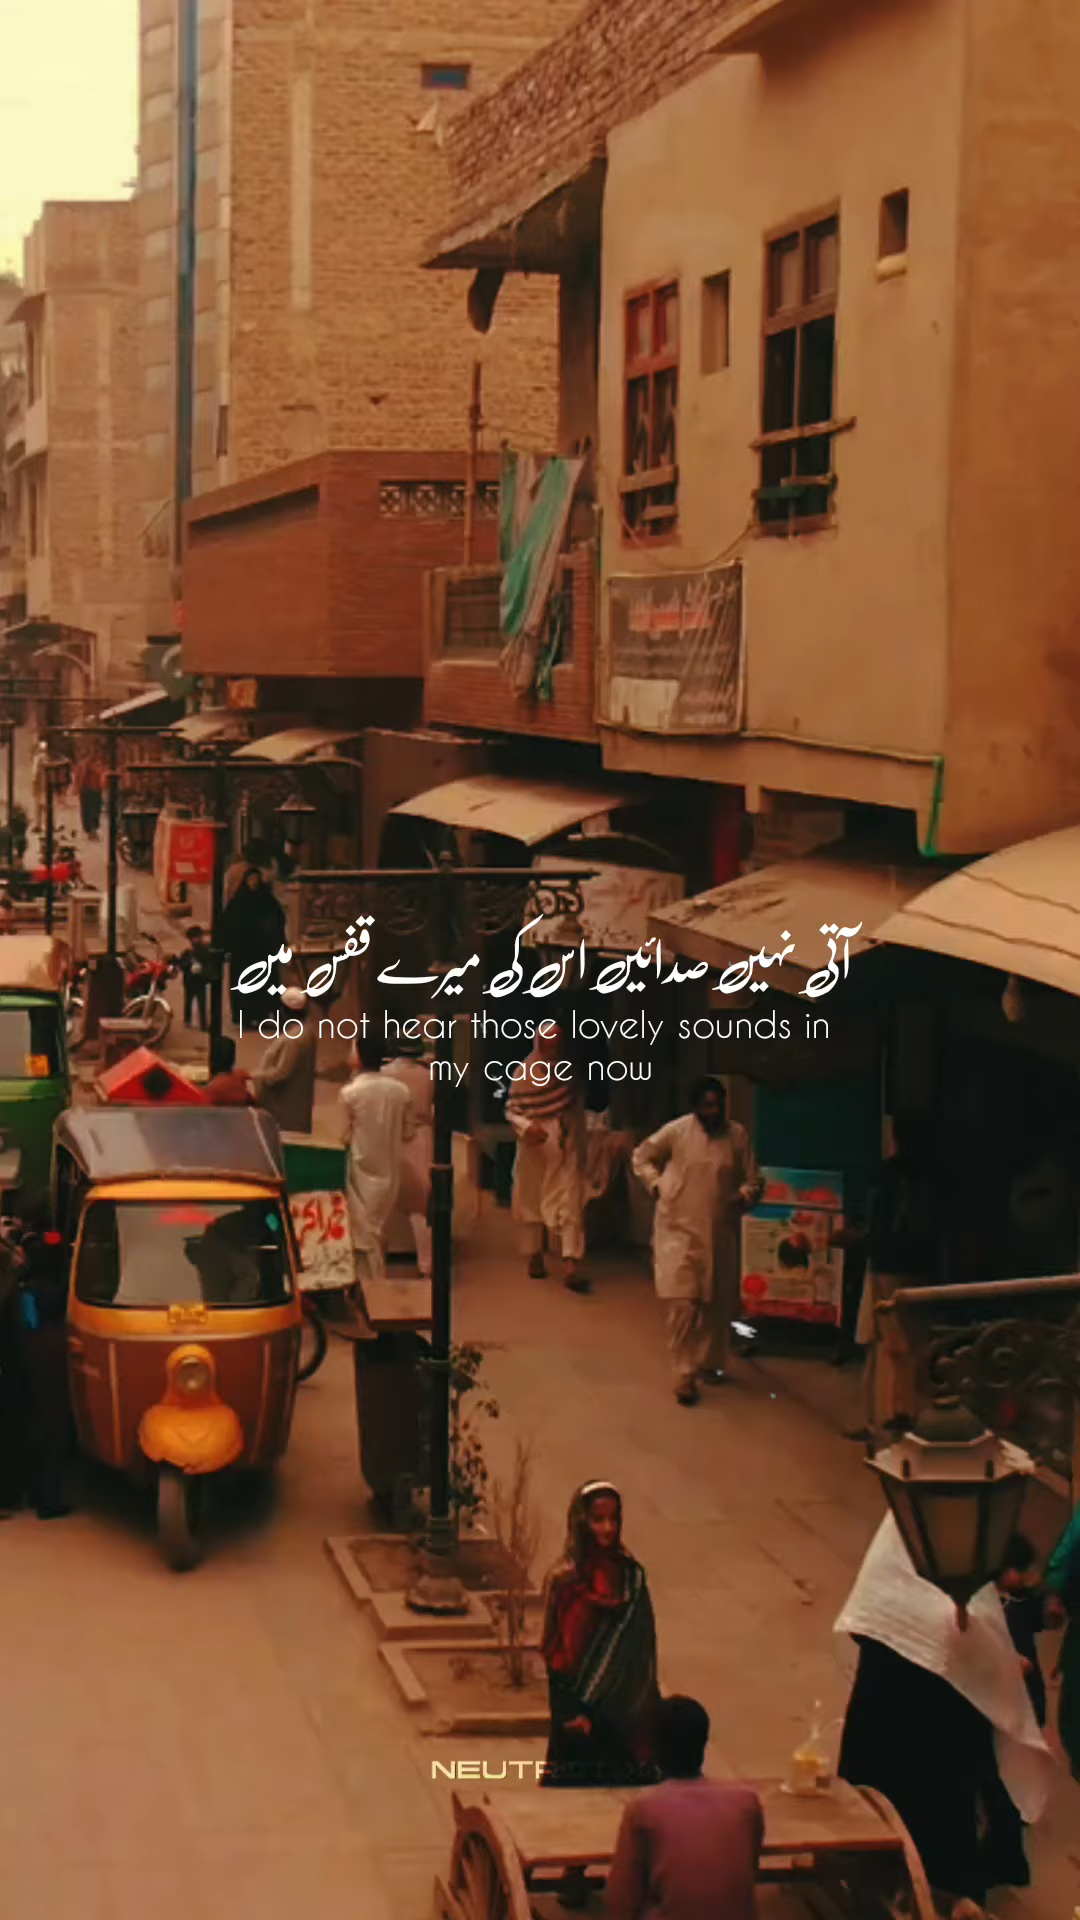 آتی نہیں صدائیں اس کی میرے قفس میں
I do not hear those lovely sounds in
my cage now